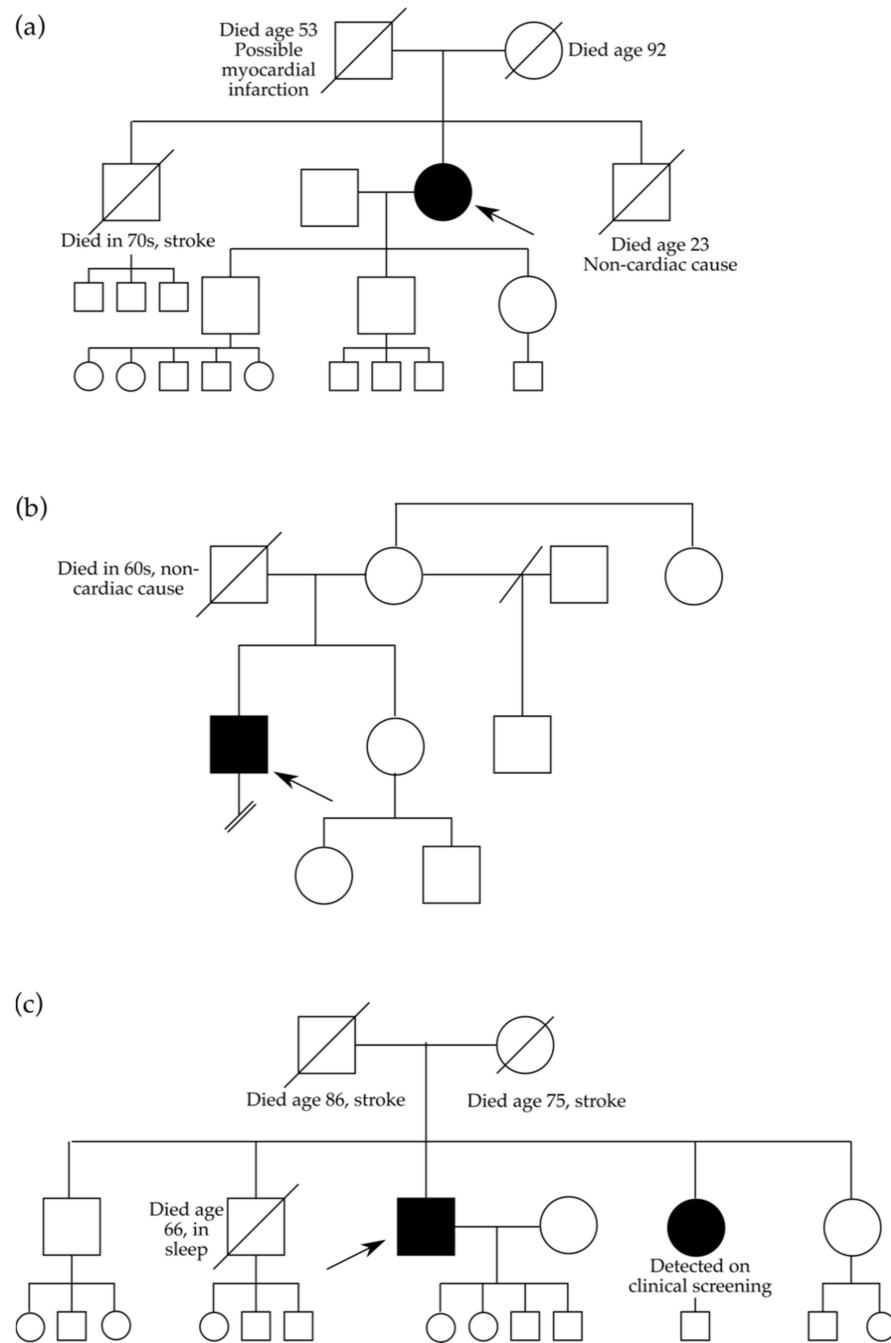 (a)
Died age 53
Possible
myocardial
infarction
Died age 92
Died in 70s, stroke
Died age 23
Non-cardiac cause
(b)
Died in 60s, non-
cardiac cause
(c)
Died age 86, stroke
Died age 75, stroke
Died age
66, in
sleep
Detected on
clinical screening